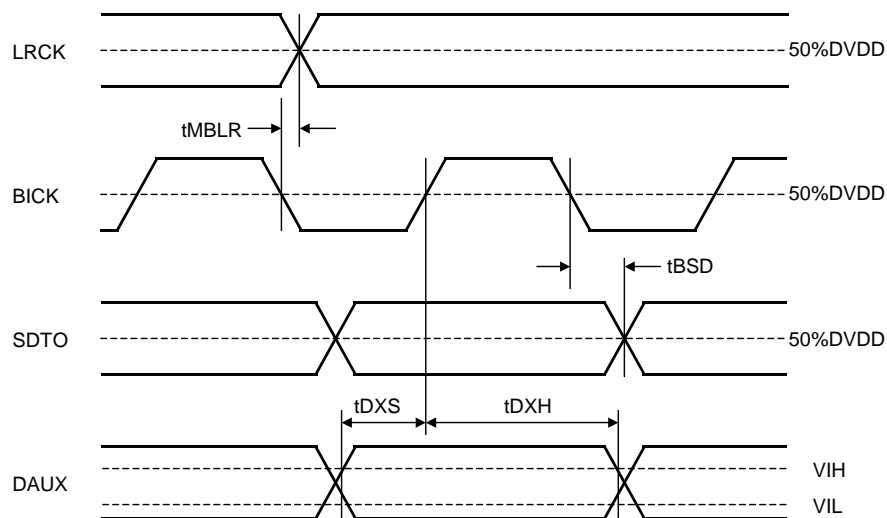 LRCK
50%DVDD
tMBLR
BICK
50%DVDD
tBSD
SDTO
50%DVDD
tDXS
tDXH
DAUX
VIH
VIL